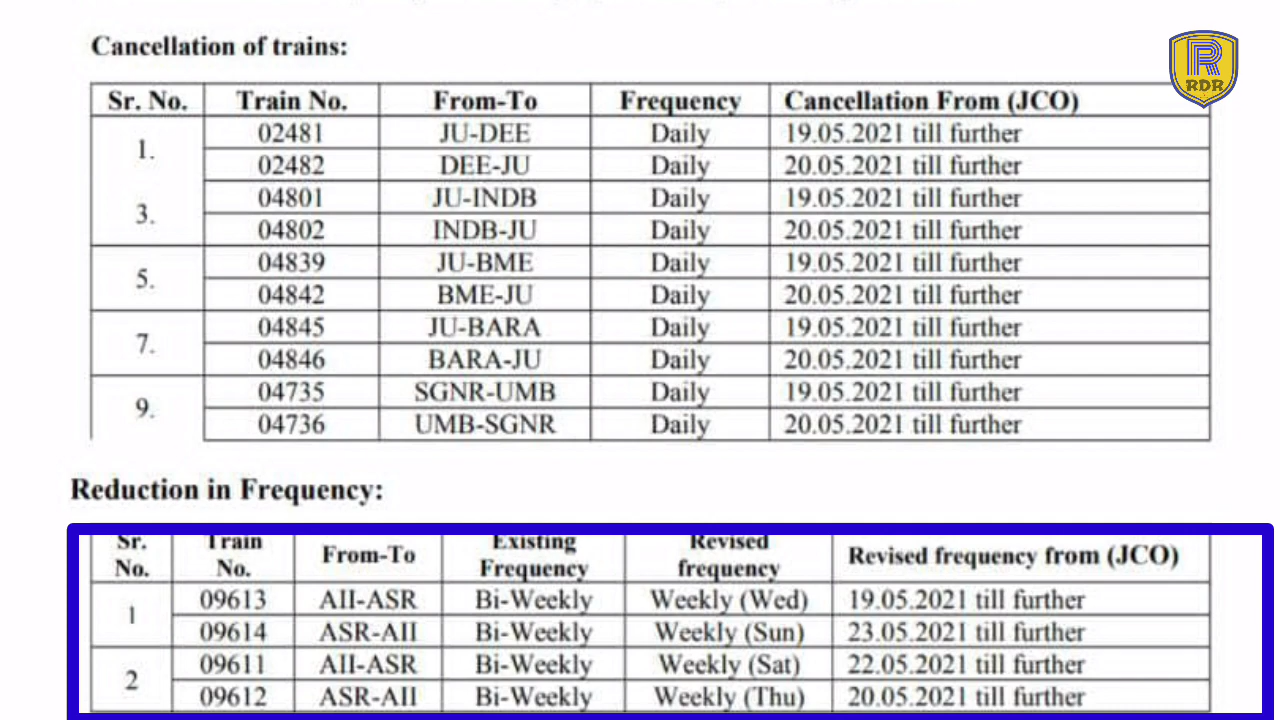 RDR
Cancellation of trains:
Sr. No. Train No. From-To Frequency Cancellation From (JCO)
1. 02481 JU-DEE Daily 19.05.2021 till further
02482 DEE-JU Daily 20.05.2021 till further
3. 04801 JU-INDB Daily 19.05.2021 till further
04802 INDB-JU Daily 20.05.2021 till further
5. 04839 JU-BME Daily 19.05.2021 till further
04842 BME-JU Daily 20.05.2021 till further
7. 04845 JU-BARA Daily 19.05.2021 till further
04846 BARA-JU Daily 20.05.2021 till further
9. 04735 SGNR-UMB Daily 19.05.2021 till further
04736 UMB-SGNR Daily 20.05.2021 till further
Reduction in Frequency:
Sr. No. Train No. From-To Existing Frequency Revised frequency Revised frequency from (JCO)
1 09613 AII-ASR Bi-Weekly Weekly (Wed) 19.05.2021 till further
09614 ASR-AII Bi-Weekly Weekly (Sun) 23.05.2021 till further
2 09611 AII-ASR Bi-Weekly Weekly (Sat) 22.05.2021 till further
09612 ASR-AII Bi-Weekly Weekly (Thu) 20.05.2021 till further